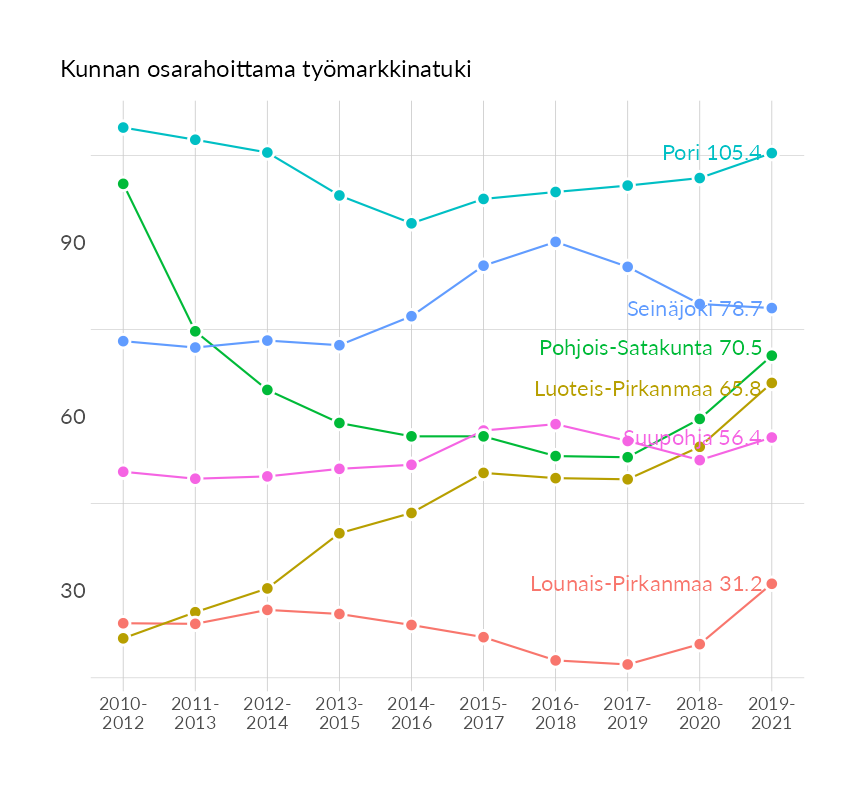 Kunnan osarahoittama työmarkkinatuki
Pori 105.4
90
Seinäjoki 78.7
Pohjois-Satakunta 70.5
Luoteis-Pirkanmaa 65.8
60
Suupohja 56.4
Lounais-Pirkanmaa 31.2
30
2010- 2011- 2012- 2013- 2014- 2015- 2016- 2017- 2018- 2019-
2012 2013 2014 2015 2016 2017 2018 2019 2020 2021